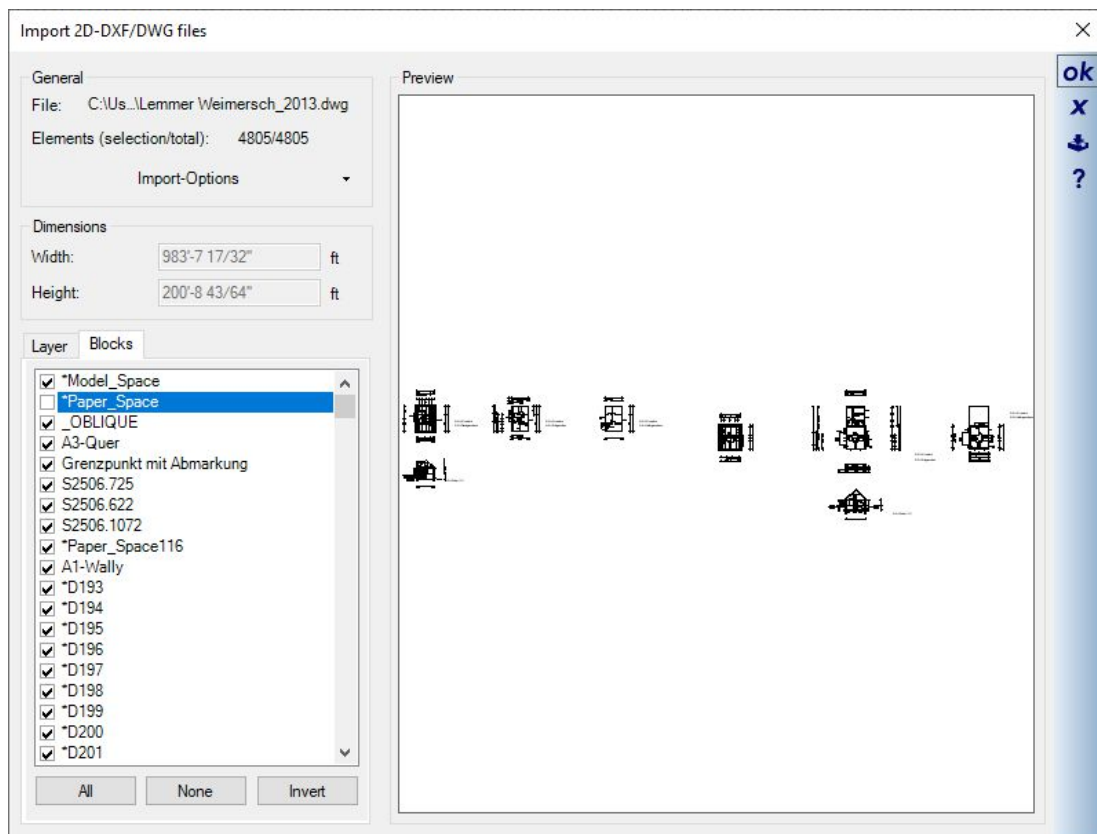 Import 2D-DXF/DWG files
General
File: C:\Us...\Lemmer Weimersch_2013.dwg
Elements (selection/total): 4805/4805
Import-Options
Dimensions
Width: 983'-7 17/32" ft
Height: 200'-8 43/64" ft
Layer Blocks
*Model_Space
*Paper_Space
_OBLIQUE
A3-Quer
Grenzpunkt mit Abmarkung
S2506.725
S2506.622
S2506.1072
*Paper_Space116
A1-Wally
*D193
*D194
*D195
*D196
*D197
*D198
*D199
*D200
*D201
All None Invert
Preview
ok
x
?